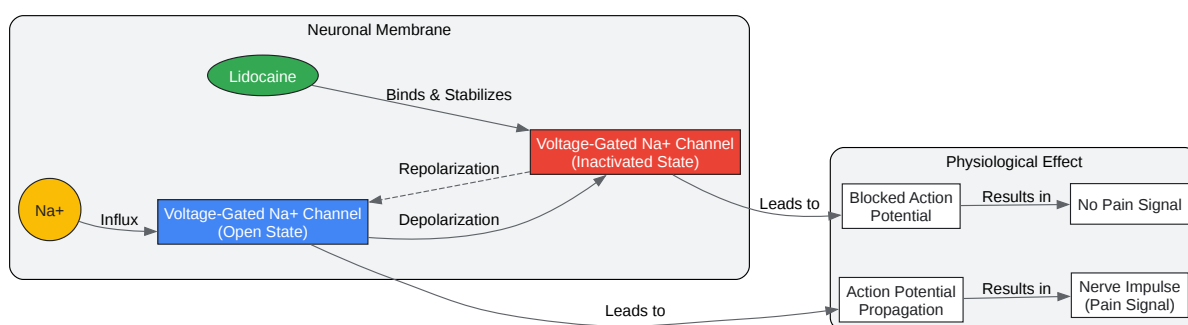 Neuronal Membrane
Lidocaine
Binds & Stabilizes
Voltage-Gated Na+ Channel
(Inactivated State)
Repolarization
Na+
Influx
Voltage-Gated Na+ Channel
(Open State)
Depolarization
Leads to
Leads to
Physiological Effect
Blocked Action
Potential
Results in
No Pain Signal
Action Potential
Propagation
Results in
Nerve Impulse
(Pain Signal)